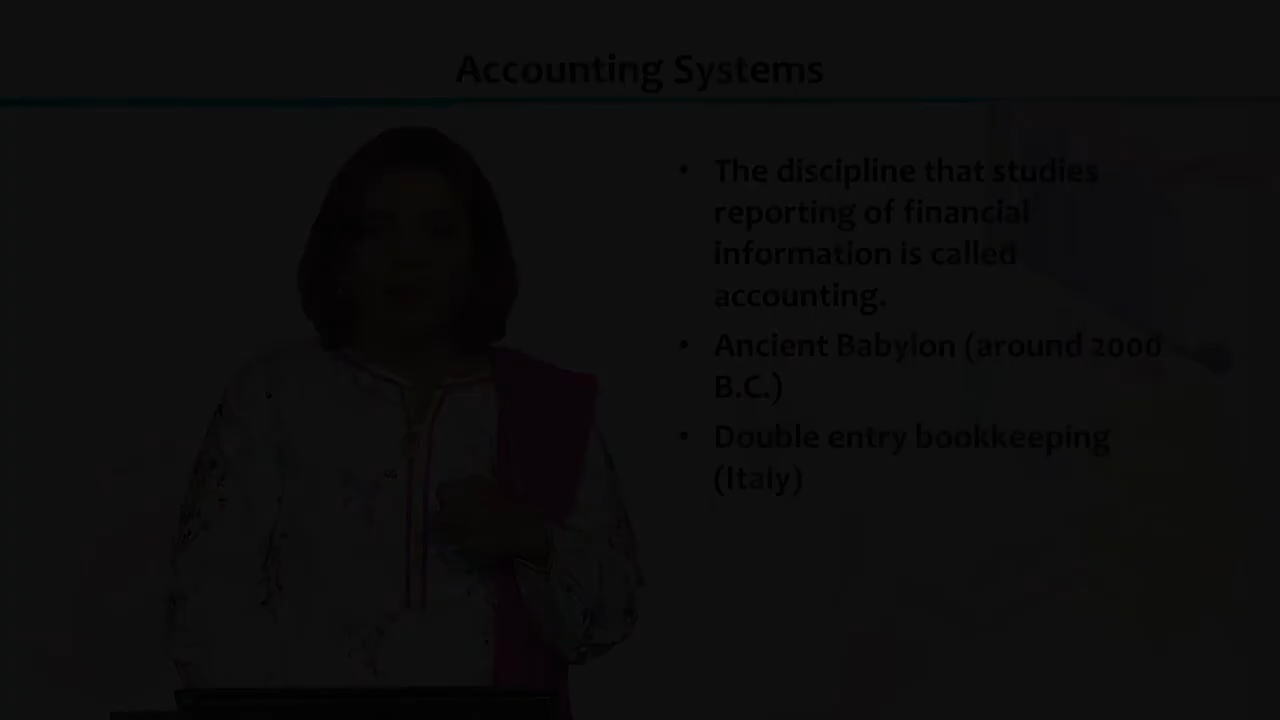 Accounting Systems
• The discipline that studies
reporting of financial
information is called
accounting.
• Ancient Babylon (around 2000
B.C.)
• Double entry bookkeeping
(Italy)